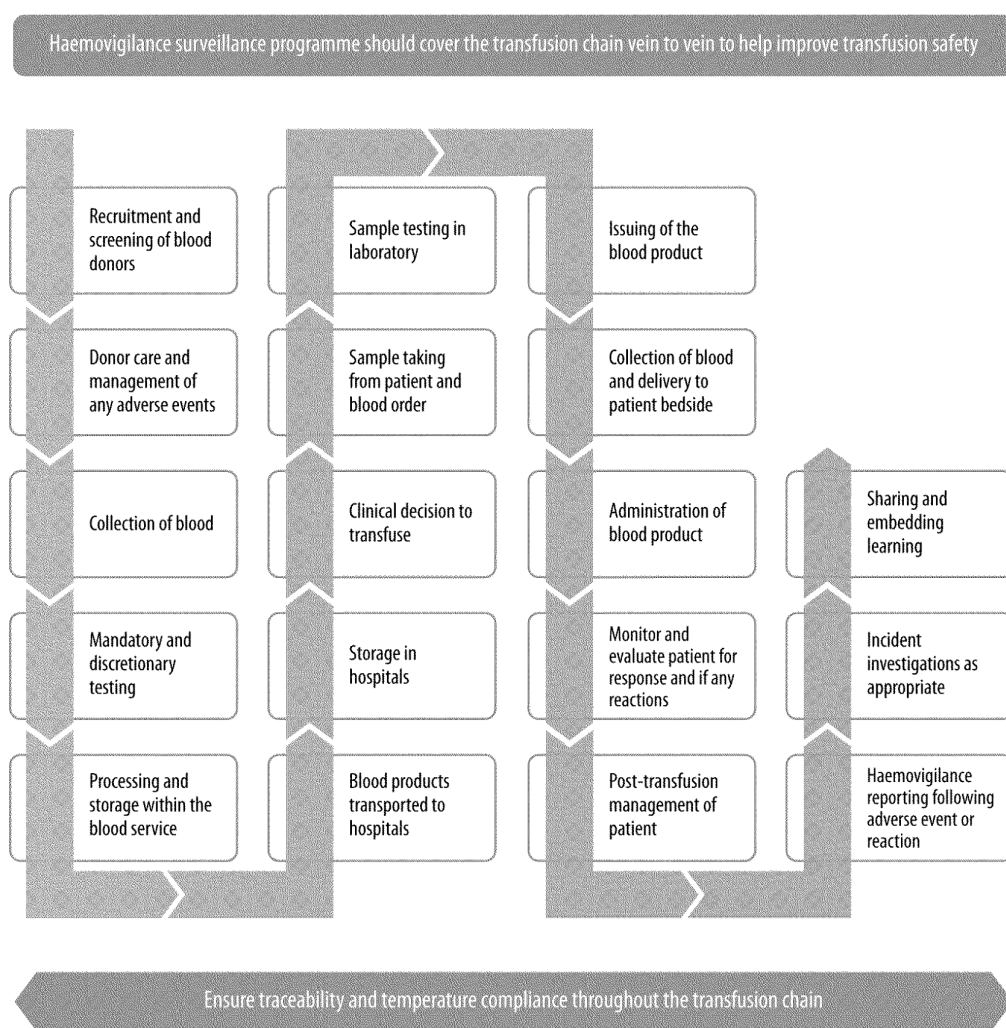 Haemovigilance surveillance programme should cover the transfusion chain vein to vein to help improve transfusion safety
Recruitment and
screening of blood
donors
Donor care and
management of
any adverse events
Collection of blood
Mandatory and
discretionary
testing
Processing and
storage within the
blood service
Blood products
transported to
hospitals
Storage in
hospitals
Clinical decision to
transfuse
Sample taking
from patient and
blood order
Sample testing in
laboratory
Issuing of the
blood product
Collection of blood
and delivery to
patient bedside
Administration of
blood product
Monitor and
evaluate patient for
response and if any
reactions
Post-transfusion
management of
patient
Haemovigilance
reporting following
adverse event or
reaction
Incident
investigations as
appropriate
Sharing and
embedding
learning
Ensure traceability and temperature compliance throughout the transfusion chain